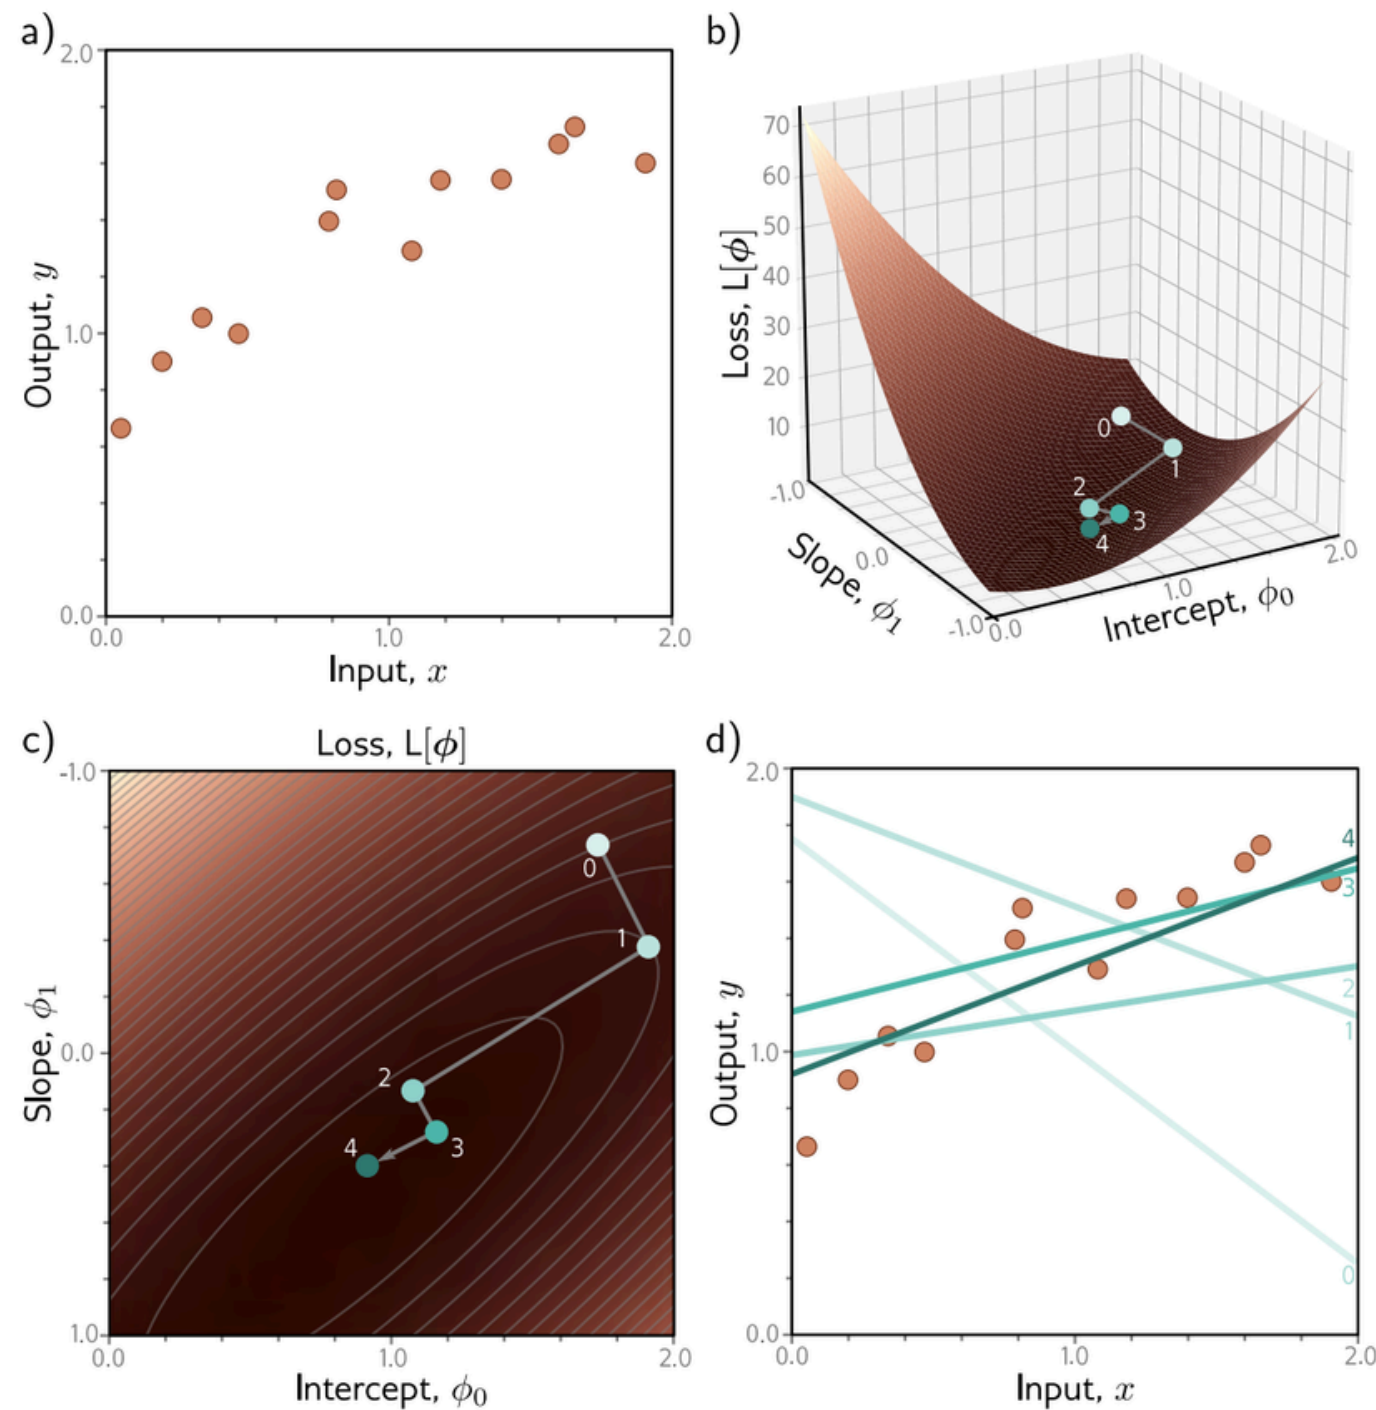 a)
2.0
1.0
0.0
0.0 1.0 2.0
Output, y
Input, x
b)
70
60
50
40
30
20
10
Loss, L[ϕ]
-1.0
0.0
-1.0
Slope, ϕ1
0.0
1.0
2.0
Intercept, ϕ0
0
1
2
3
4
c)
Loss, L[ϕ]
-1.0
0.0
1.0
0.0 1.0 2.0
Slope, ϕ1
Intercept, ϕ0
0
1
2
3
4
d)
2.0
1.0
0.0
0.0 1.0 2.0
Output, y
Input, x
4
3
2
1
0